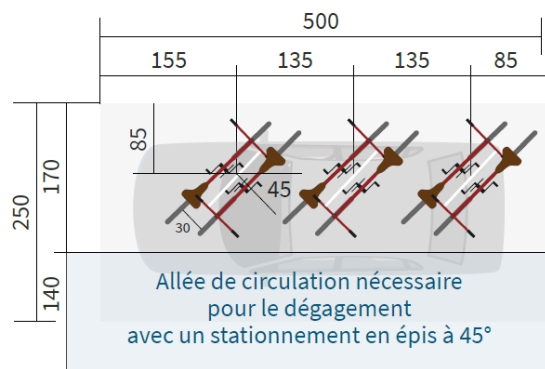 500
155 135 135 85
85
170
250
45
30
140
Allée de circulation nécessaire
pour le dégagement
avec un stationnement en épis à 45°